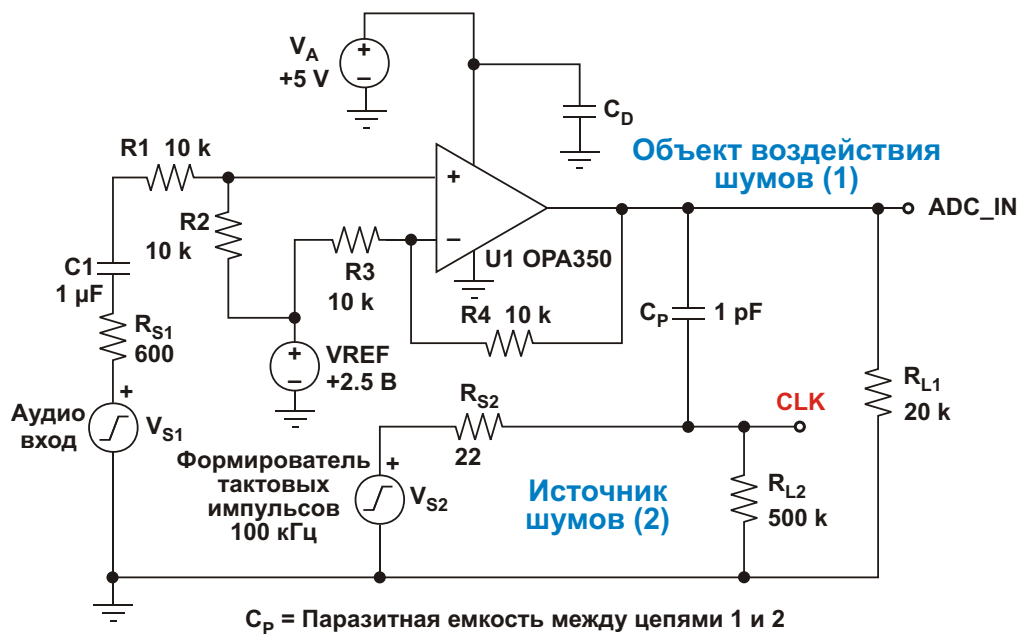 V_A
+5 V
C_D
R1 10 k
Объект воздействия
шумов (1)
R2
10 k
+
−
ADC_IN
U1 OPA350
R3
10 k
C1
1 µF
R4 10 k
C_P
1 pF
R_S1
600
VREF
+2.5 В
R_L1
20 k
R_S2
22
CLK
Аудио
вход
V_S1
Формирователь
тактовых
импульсов
100 кГц
V_S2
Источник
шумов (2)
R_L2
500 k
C_P = Паразитная емкость между цепями 1 и 2